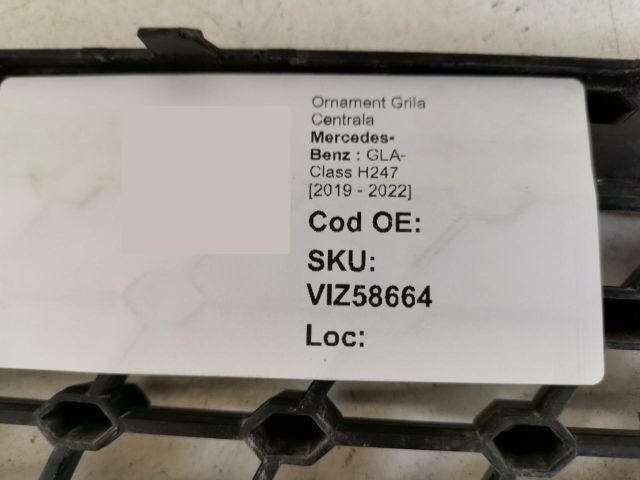 Ornament Grila
Centrala
Mercedes-
Benz : GLA-
Class H247
[2019 - 2022]
Cod OE:
SKU:
VIZ58664
Loc: